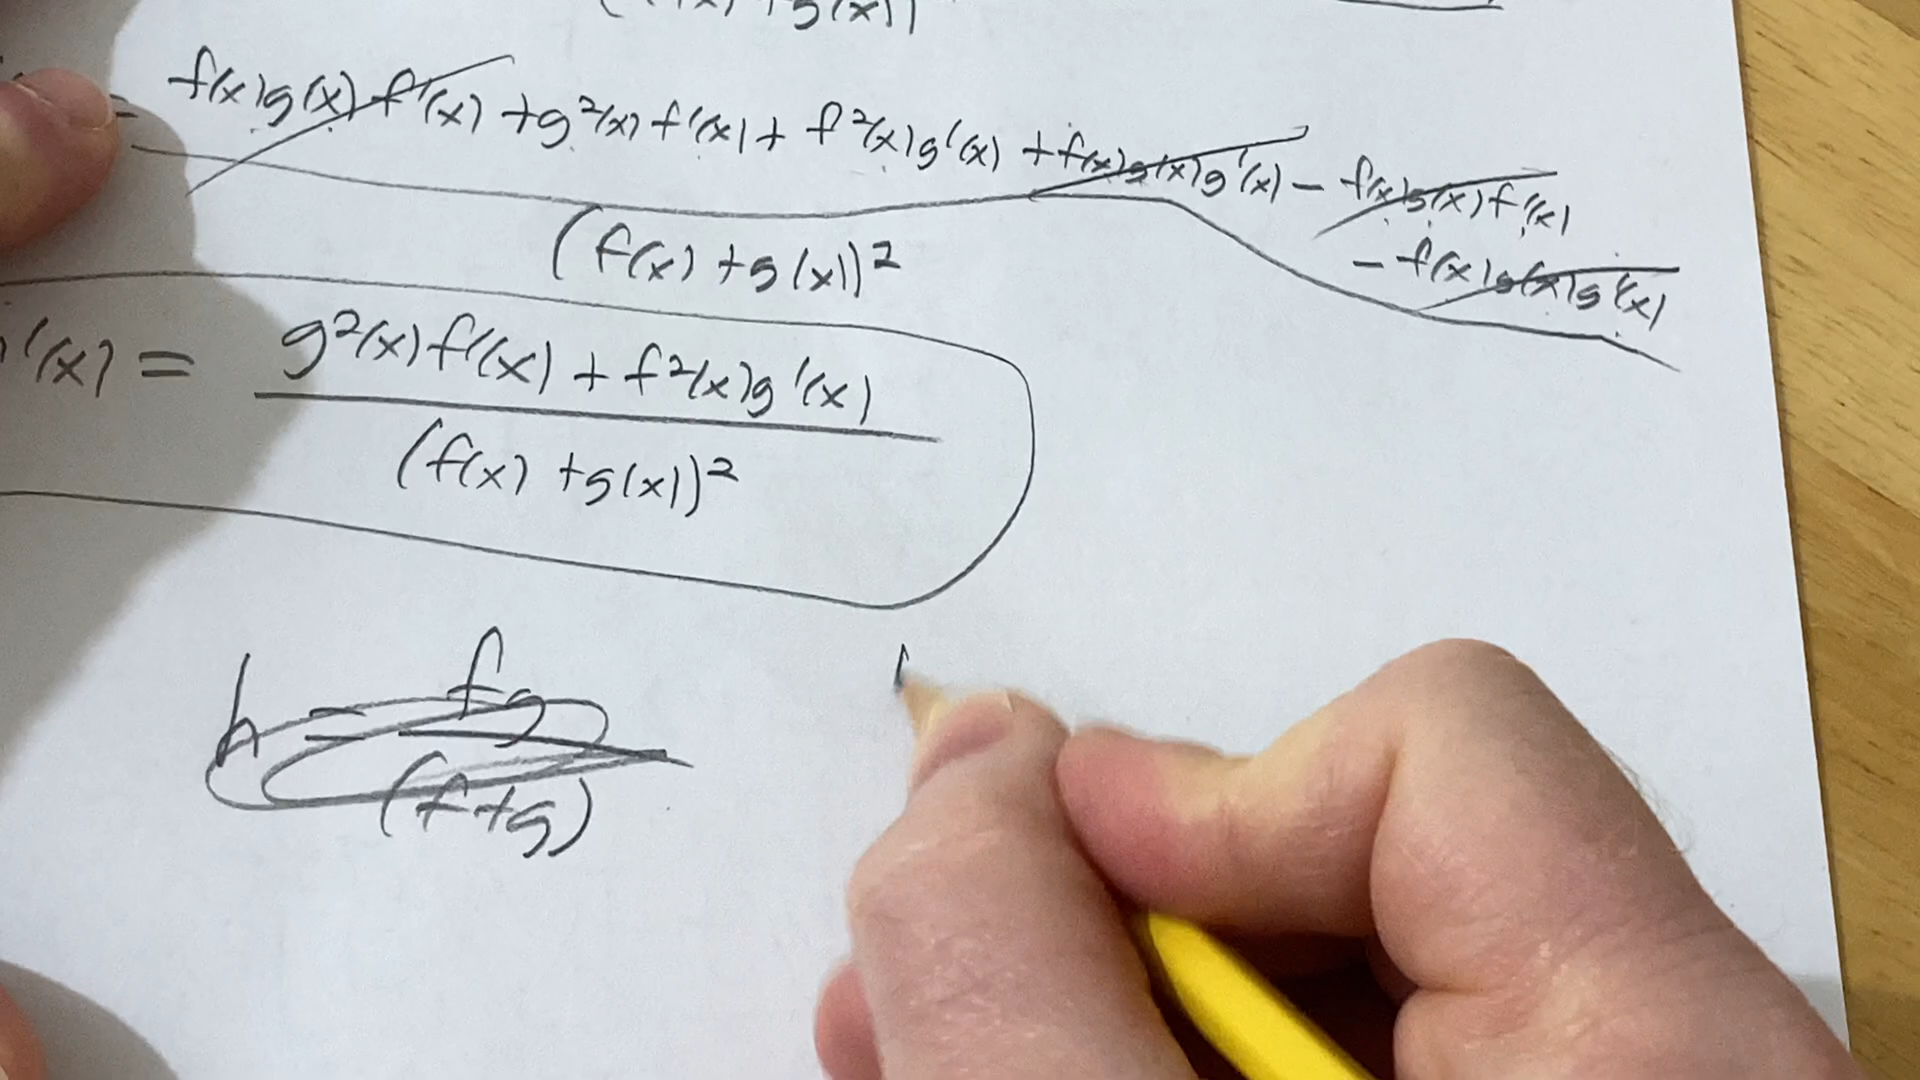 (f(x) + g(x))
= f(x)g(x) f'(x) + g²(x) f'(x) + f²(x)g'(x) + f(x)g(x)g'(x) - f(x)g(x)f'(x)
- f(x)g(x)g'(x)
(f(x) + g(x))²
'(x) = g²(x) f'(x) + f²(x)g'(x)
(f(x) + g(x))²
h = fg
(f+g)